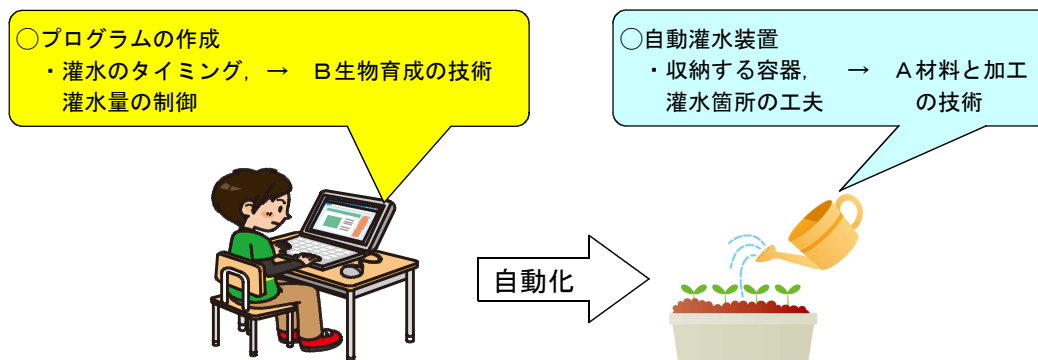 ○プログラムの作成
・灌水のタイミング, → B生物育成の技術
灌水量の制御
○自動灌水装置
・収納する容器, → A材料と加工
灌水箇所の工夫 の技術
自動化